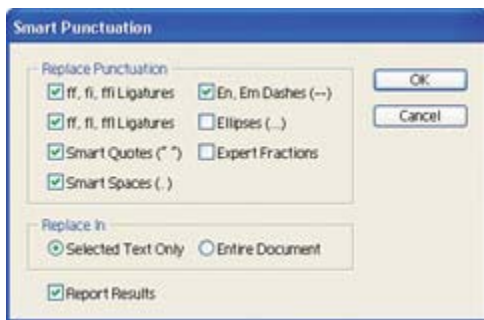 Smart Punctuation
Replace Punctuation
ff, fi, ffi Ligatures
En, Em Dashes (--)
OK
ff, fl, ffl Ligatures
Ellipses (...)
Cancel
Smart Quotes (“ ”)
Expert Fractions
Smart Spaces (. )
Replace In
Selected Text Only
Entire Document
Report Results